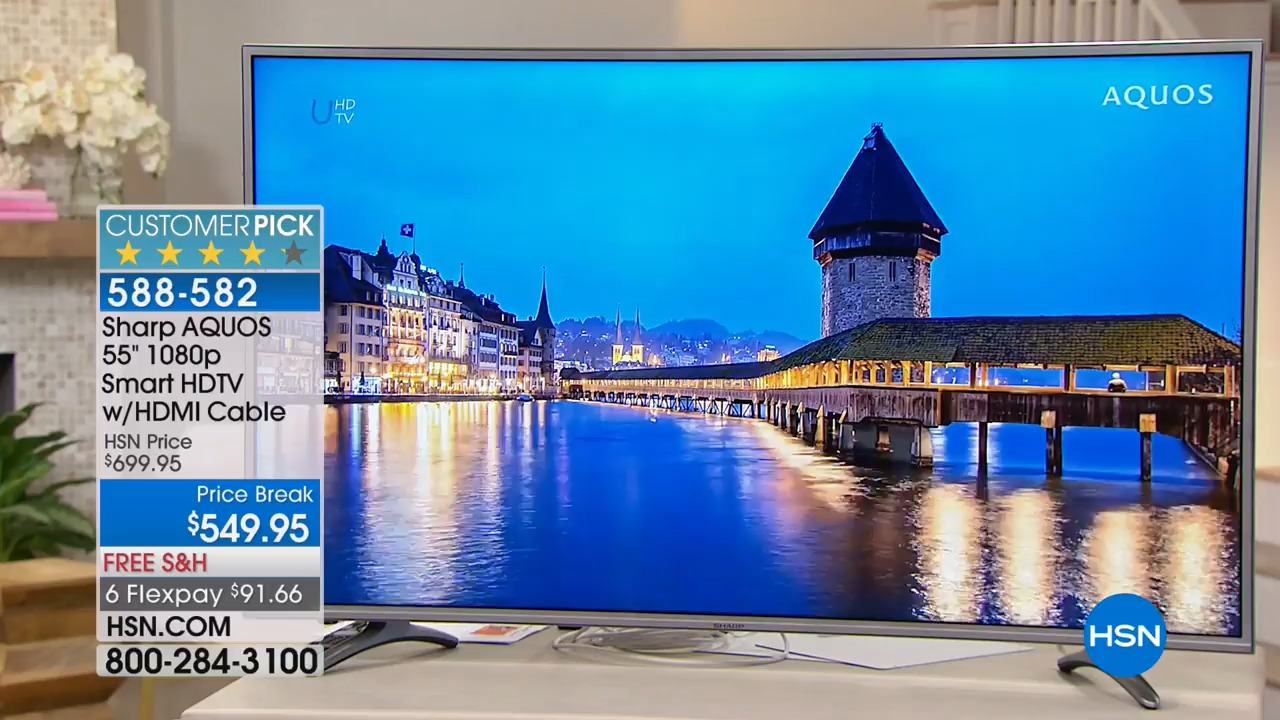 UHD
TV
AQUOS
CUSTOMER PICK
588-582
Sharp AQUOS
55" 1080p
Smart HDTV
w/HDMI Cable
HSN Price
$699.95
Price Break
$549.95
FREE S&H
6 Flexpay $91.66
HSN.COM
800-284-3100
SHARP
HSN